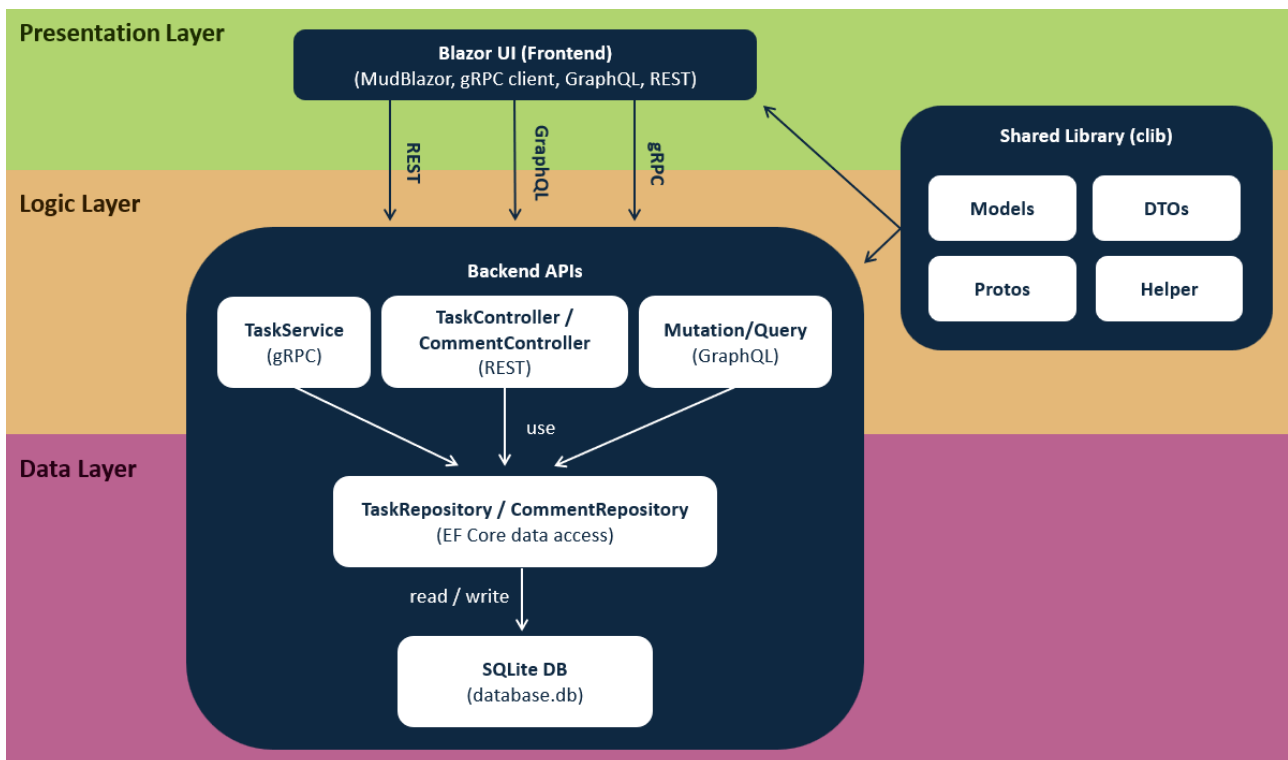 Presentation Layer
Blazor UI (Frontend)
(MudBlazor, gRPC client, GraphQL, REST)
REST
GraphQL
gRPC
Shared Library (clib)
Models
DTOs
Protos
Helper
Logic Layer
Backend APIs
TaskService
(gRPC)
TaskController /
CommentController
(REST)
Mutation/Query
(GraphQL)
use
Data Layer
TaskRepository / CommentRepository
(EF Core data access)
read / write
SQLite DB
(database.db)